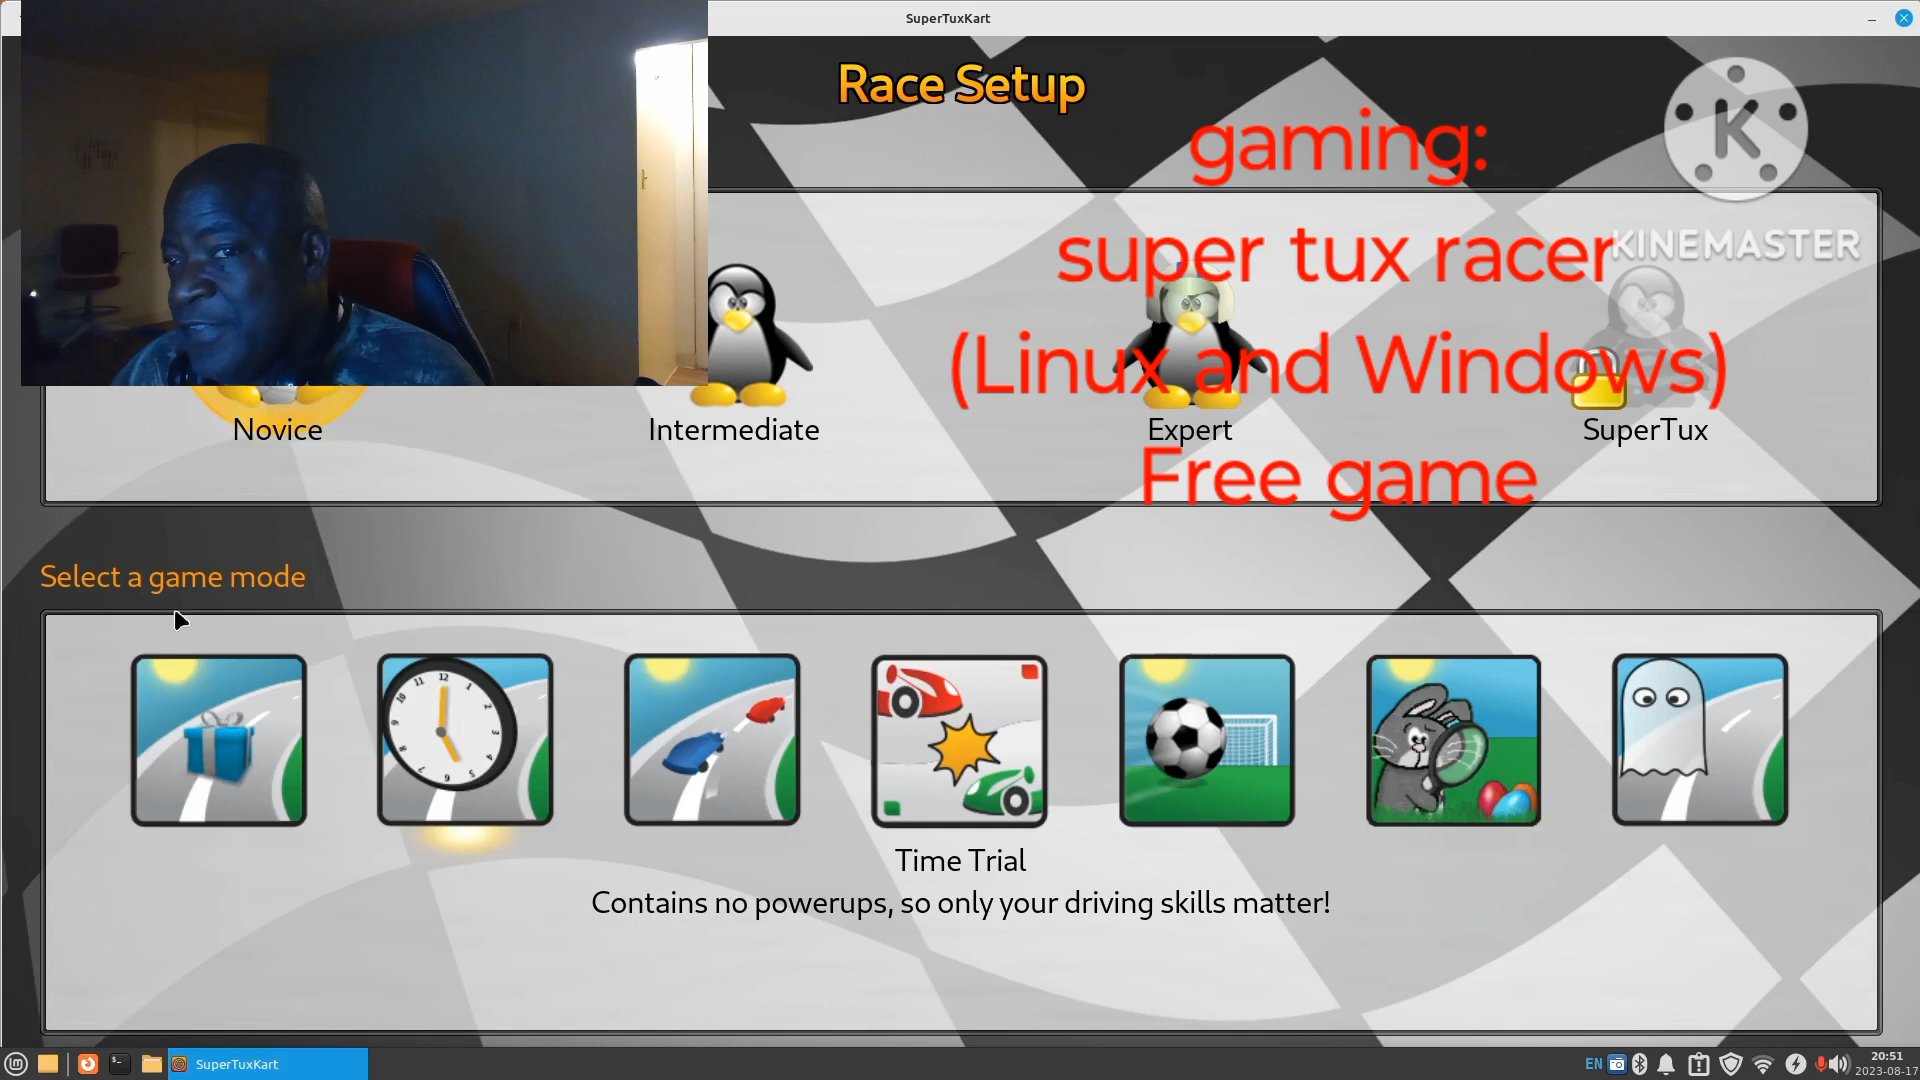 SuperTuxKart
Race Setup
gaming:
super tux racer
(Linux and Windows)
Free game
K
KINEMASTER
Novice
Intermediate
Expert
SuperTux
Select a game mode
Time Trial
Contains no powerups, so only your driving skills matter!
SuperTuxKart
EN
20:51
2023-08-17